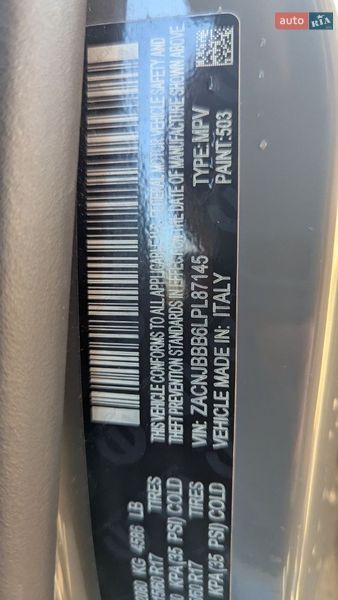 auto RIA
THIS VEHICLE CONFORMS TO ALL APPLICABLE FEDERAL MOTOR VEHICLE SAFETY AND
THEFT PREVENTION STANDARDS IN EFFECT ON THE DATE OF MANUFACTURE SHOWN ABOVE.
VIN: ZACNJBBB6LPL87145 TYPE: MPV
VEHICLE MADE IN: ITALY PAINT:503
KG 4586 LB
R17 TIRES
KPA(35 PSI) COLD
R17 TIRES
KPA(35 PSI) COLD